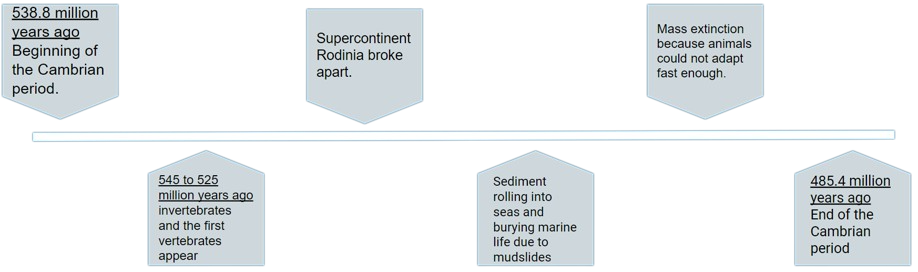 538.8 million
years ago
Beginning of
the Cambrian
period.
545 to 525
million years ago
invertebrates
and the first
vertebrates
appear
Supercontinent
Rodinia broke
apart.
Sediment
rolling into
seas and
burying marine
life due to
mudslides
Mass extinction
because animals
could not adapt
fast enough.
485.4 million
years ago
End of the
Cambrian
period